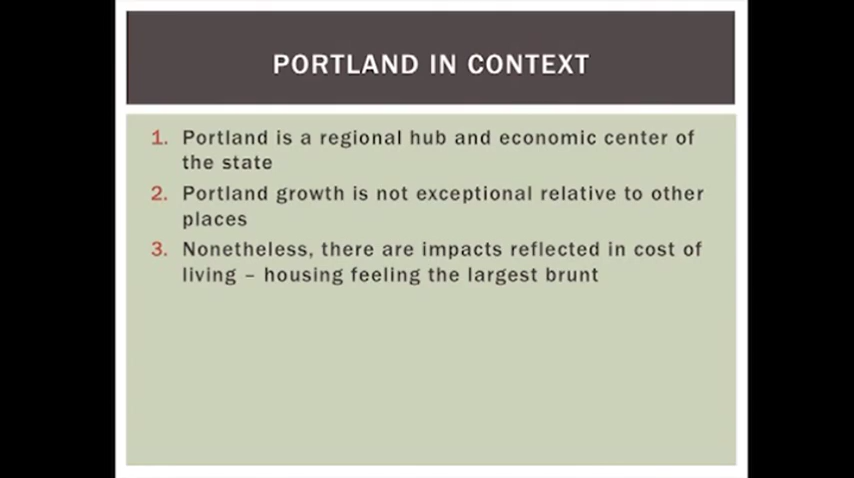 PORTLAND IN CONTEXT
1. Portland is a regional hub and economic center of
the state
2. Portland growth is not exceptional relative to other
places
3. Nonetheless, there are impacts reflected in cost of
living – housing feeling the largest brunt